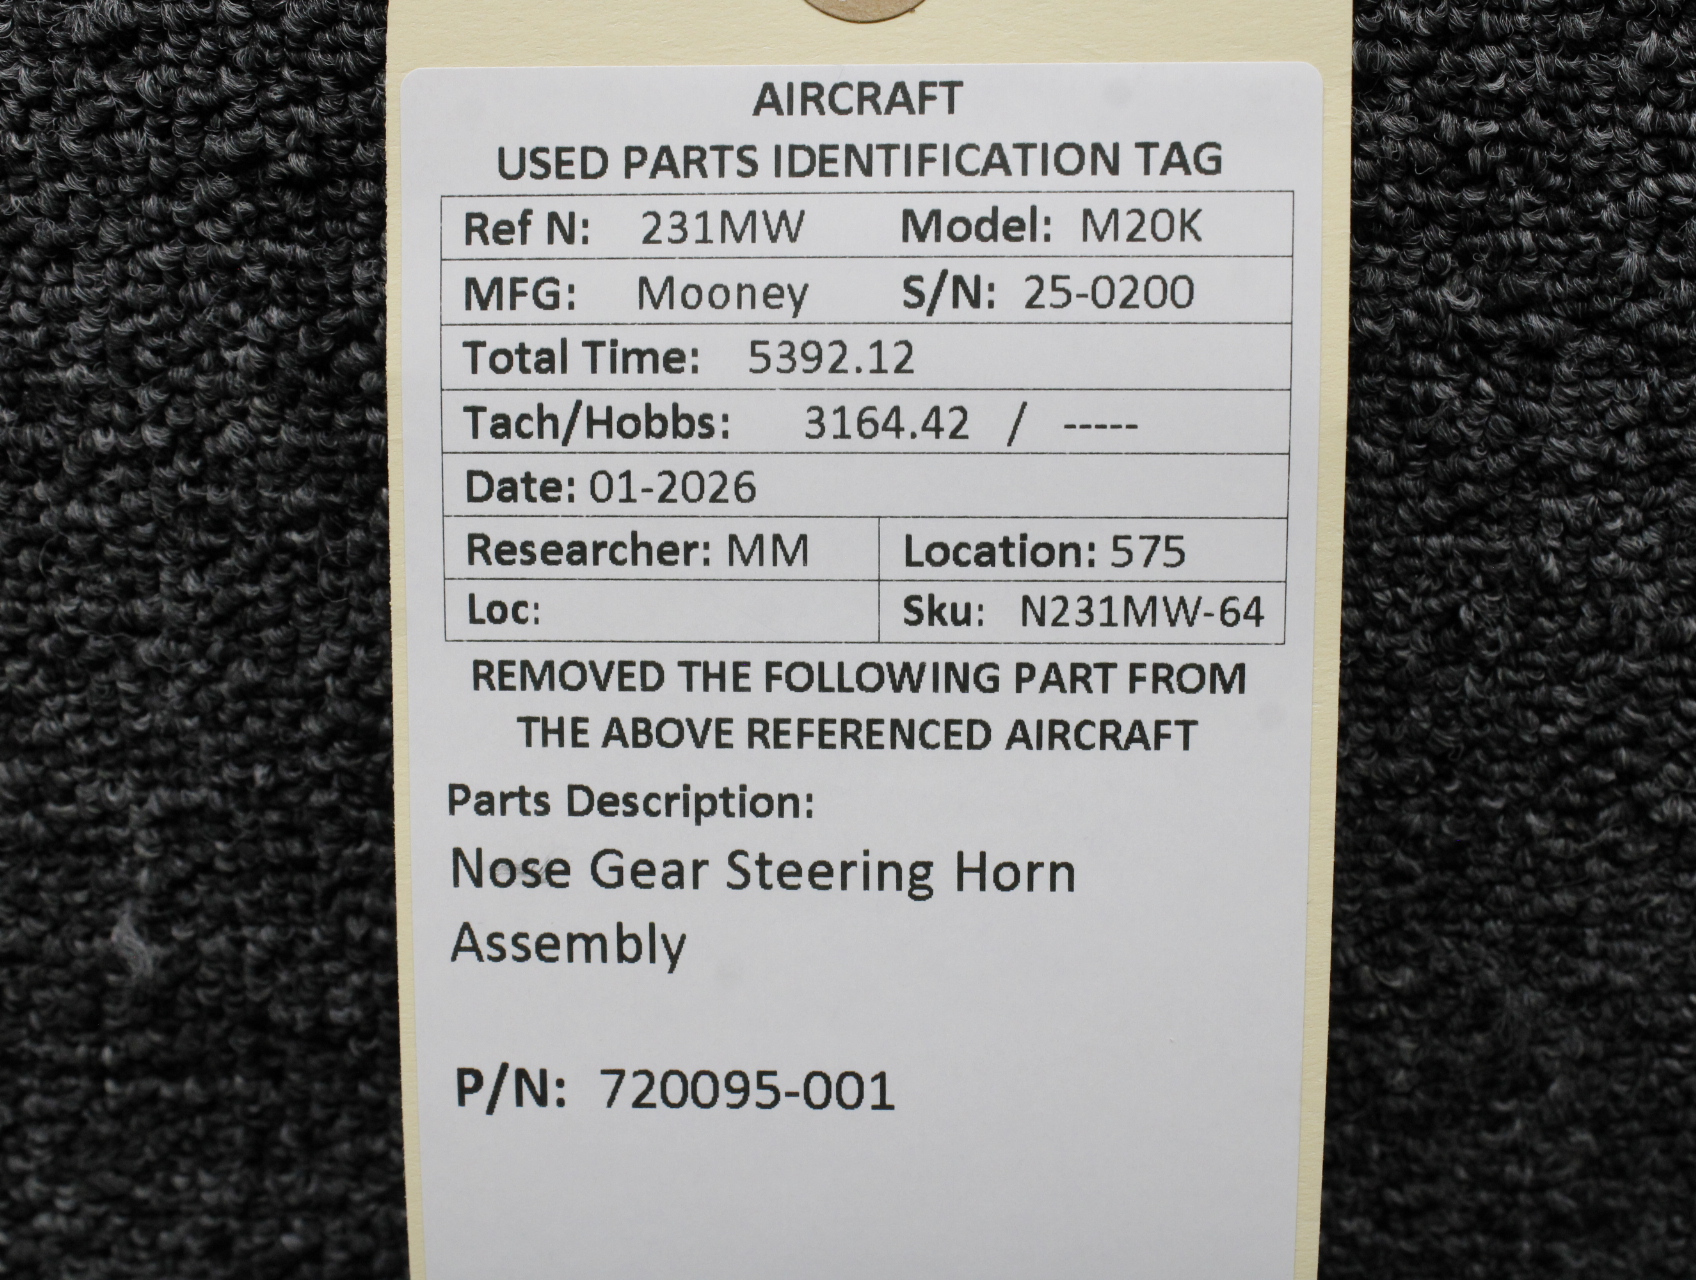 AIRCRAFT
USED PARTS IDENTIFICATION TAG
Ref N: 231MW Model: M20K
MFG: Mooney S/N: 25-0200
Total Time: 5392.12
Tach/Hobbs: 3164.42 / -----
Date: 01-2026
Researcher: MM Location: 575
Loc: Sku: N231MW-64
REMOVED THE FOLLOWING PART FROM
THE ABOVE REFERENCED AIRCRAFT
Parts Description:
Nose Gear Steering Horn
Assembly
P/N: 720095-001